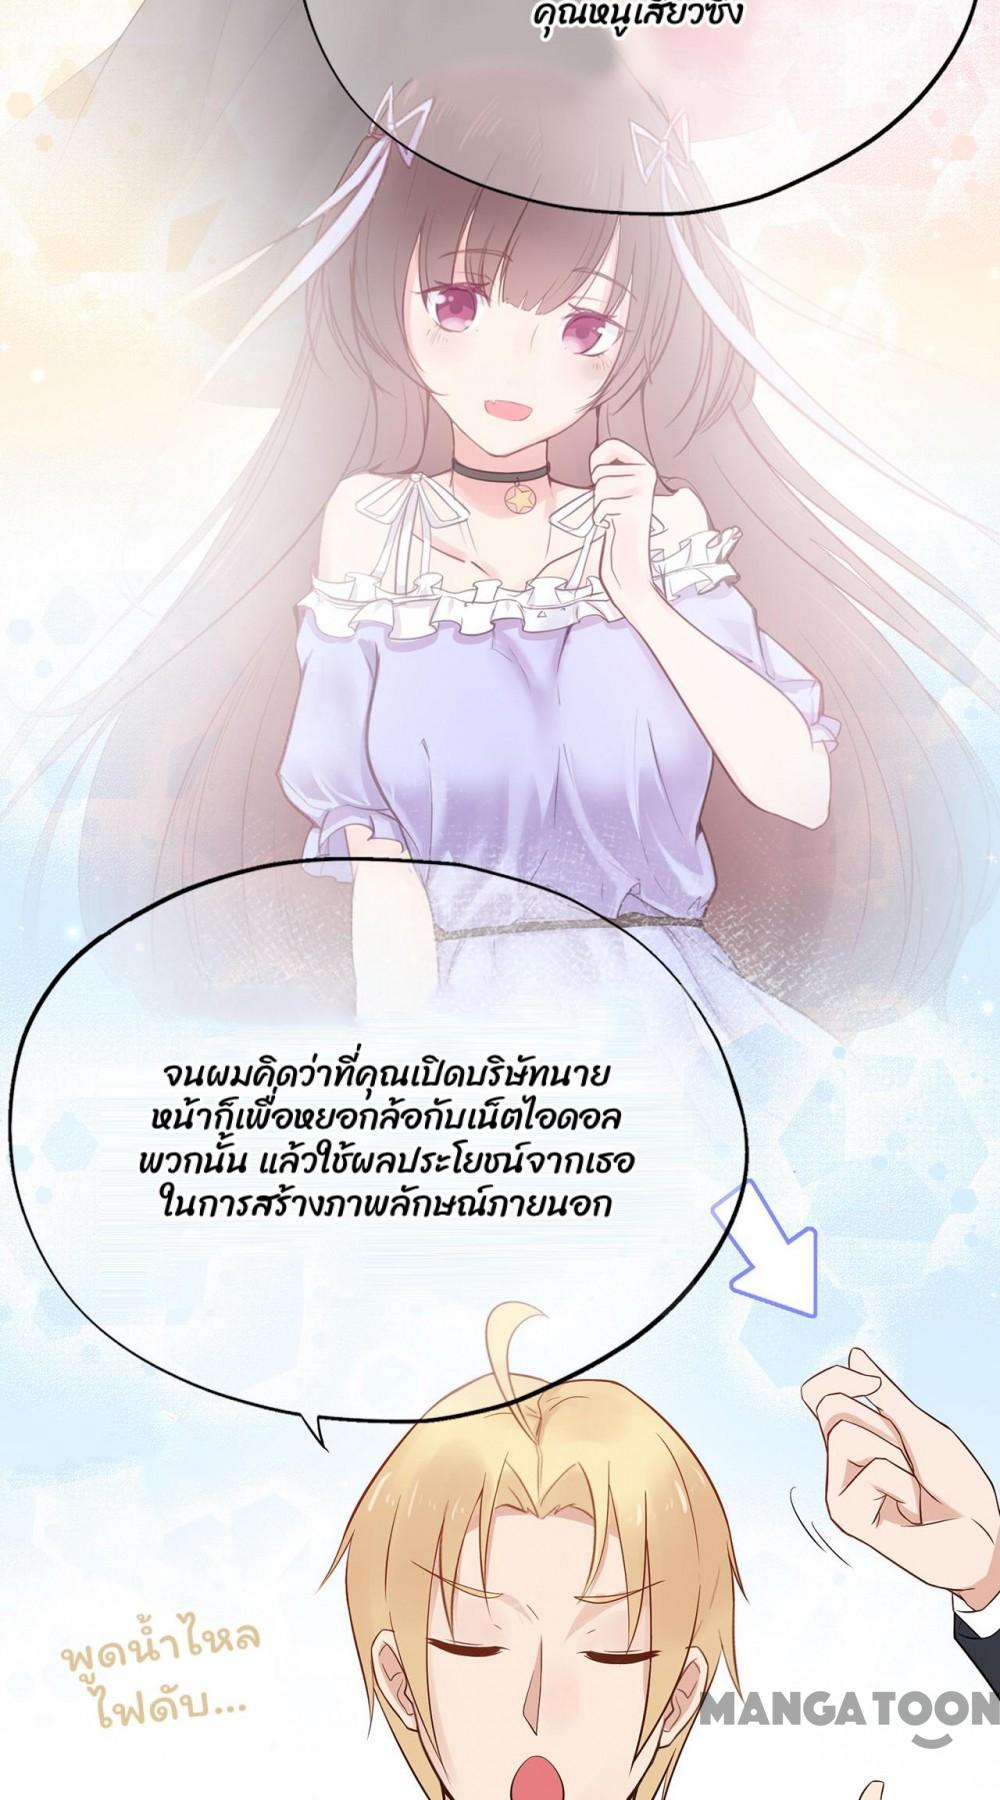 คุณหนูเสี่ยวซิง
จนผมคิดว่าที่คุณเปิดบริษัทนาย
หน้าก็เพื่อหยอกล้อกับเน็ตไอดอล
พวกนั้น แล้วใช้ผลประโยชน์จากเธอ
ในการสร้างภาพลักษณ์ภายนอก
พูดน้ำไหล
ไฟดับ...
MANGATOON